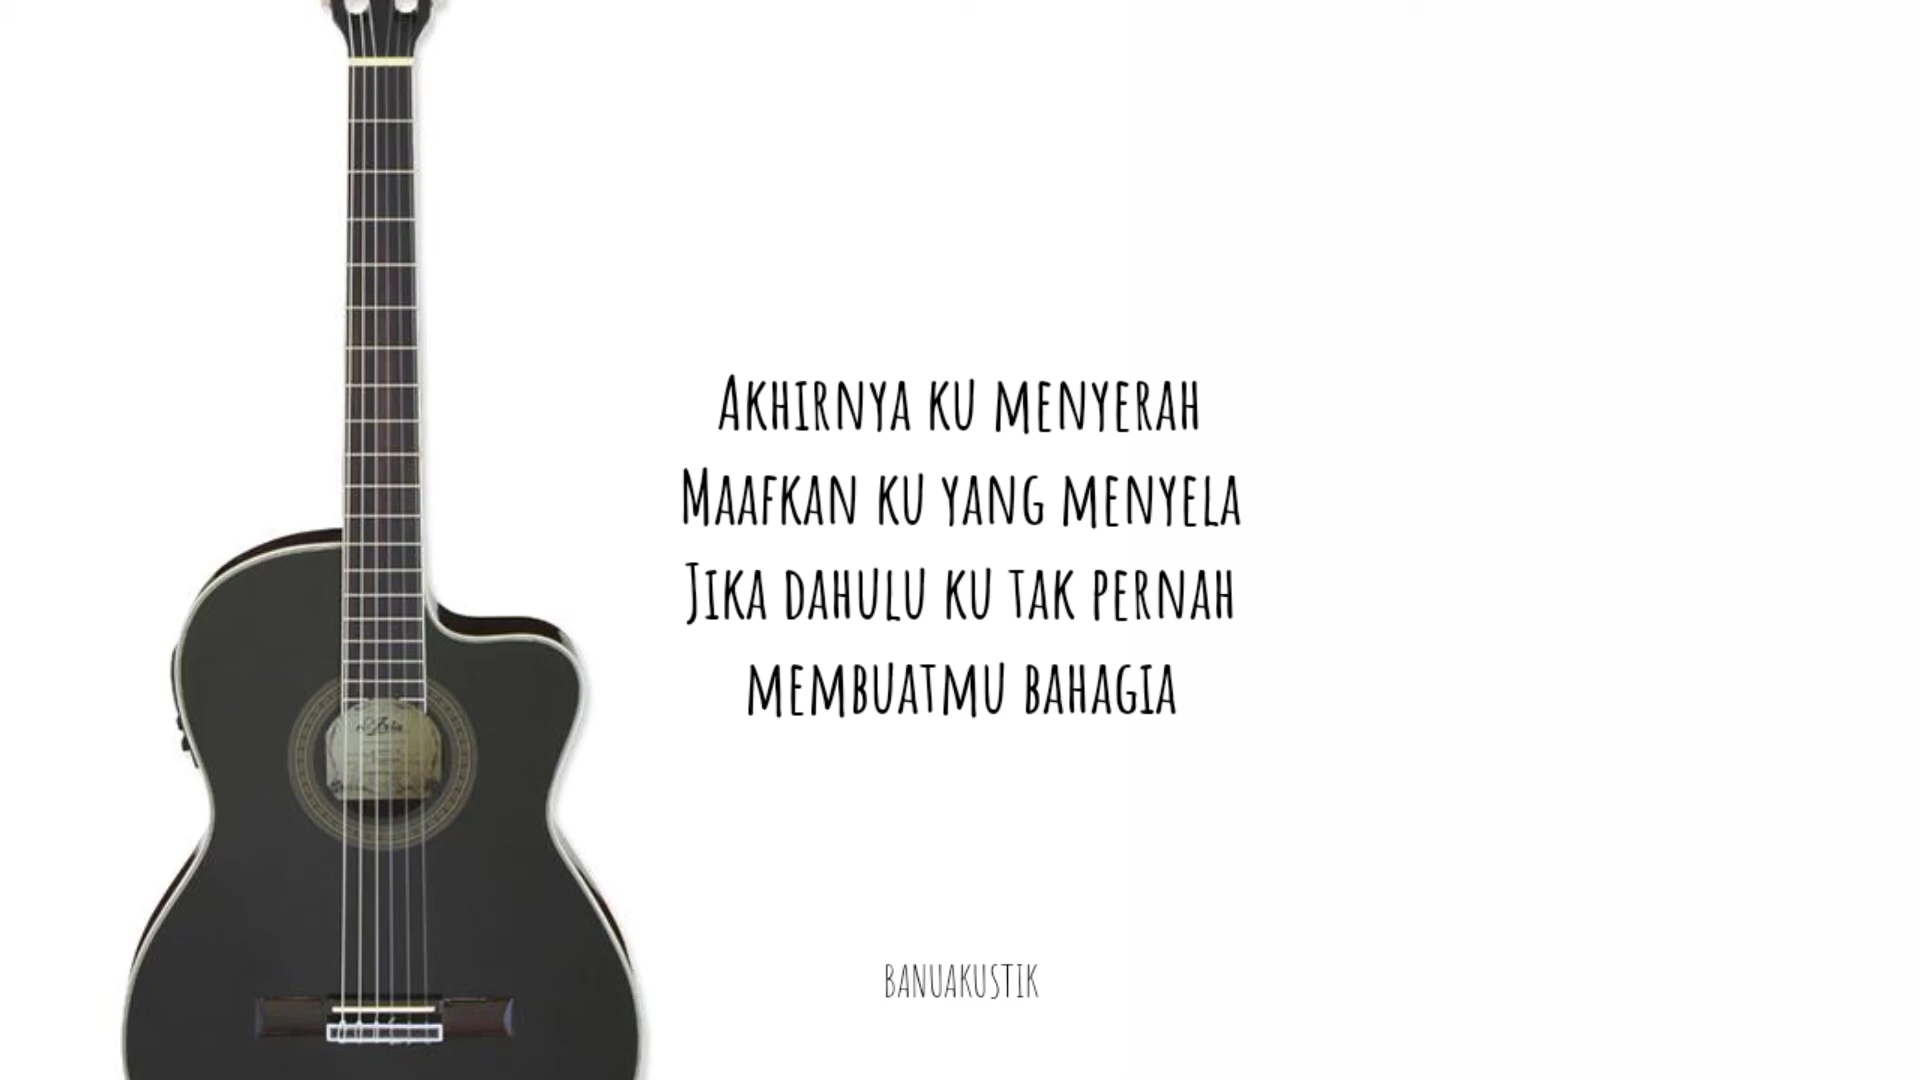 Akhirnya ku menyerah
Maafkan ku yang menyela
Jika dahulu ku tak pernah
membuatmu bahagia
BANUAKUSTIK